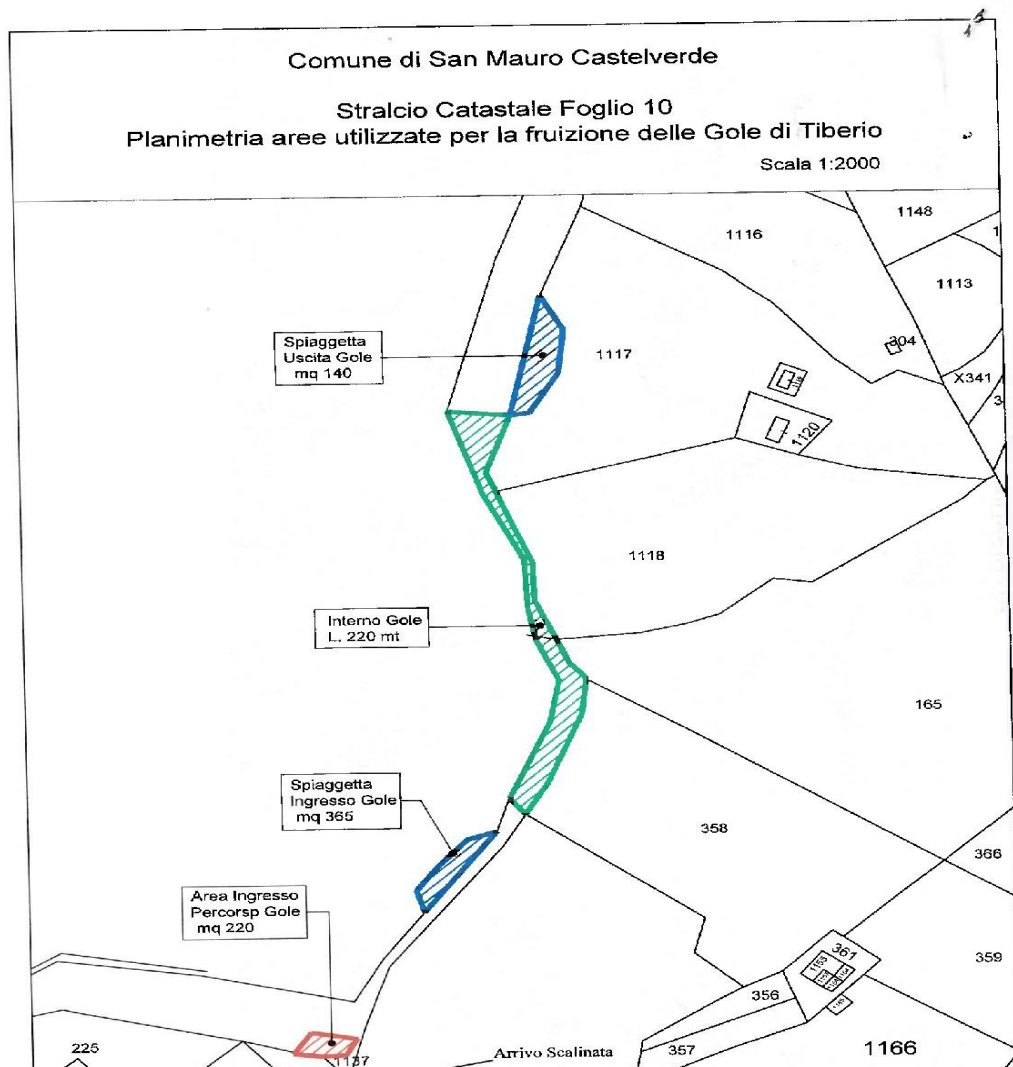 Comune di San Mauro Castelverde
Stralcio Catastale Foglio 10
Planimetria aree utilizzate per la fruizione delle Gole di Tiberio
Scala 1:2000
1148
1116
1113
Spiaggetta
Uscita Gole
mq 140
1117
304
X341
1120
1118
Interno Gole
L. 220 mt
165
Spiaggetta
Ingresso Gole
mq 365
358
366
Area Ingresso
Percorsp Gole
mq 220
361
1153
359
356
225
1137
Arrivo Scalinata
357
1166